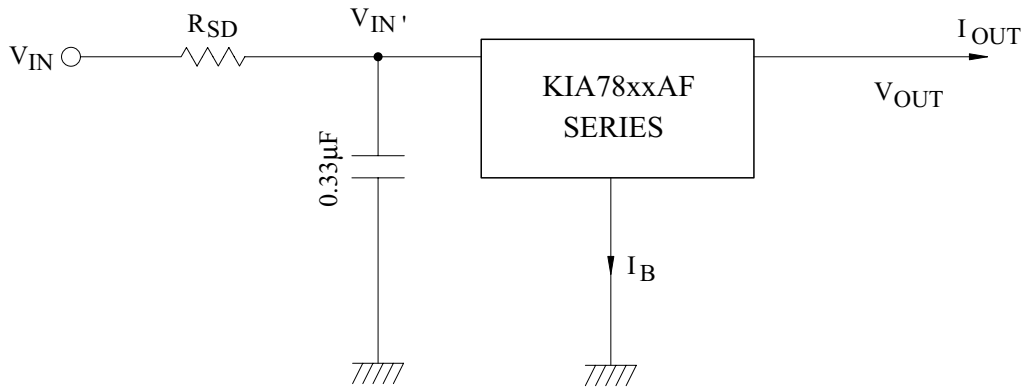 V_IN
R_SD
V_IN'
0.33μF
KIA78xxAF
SERIES
I_OUT
V_OUT
I_B